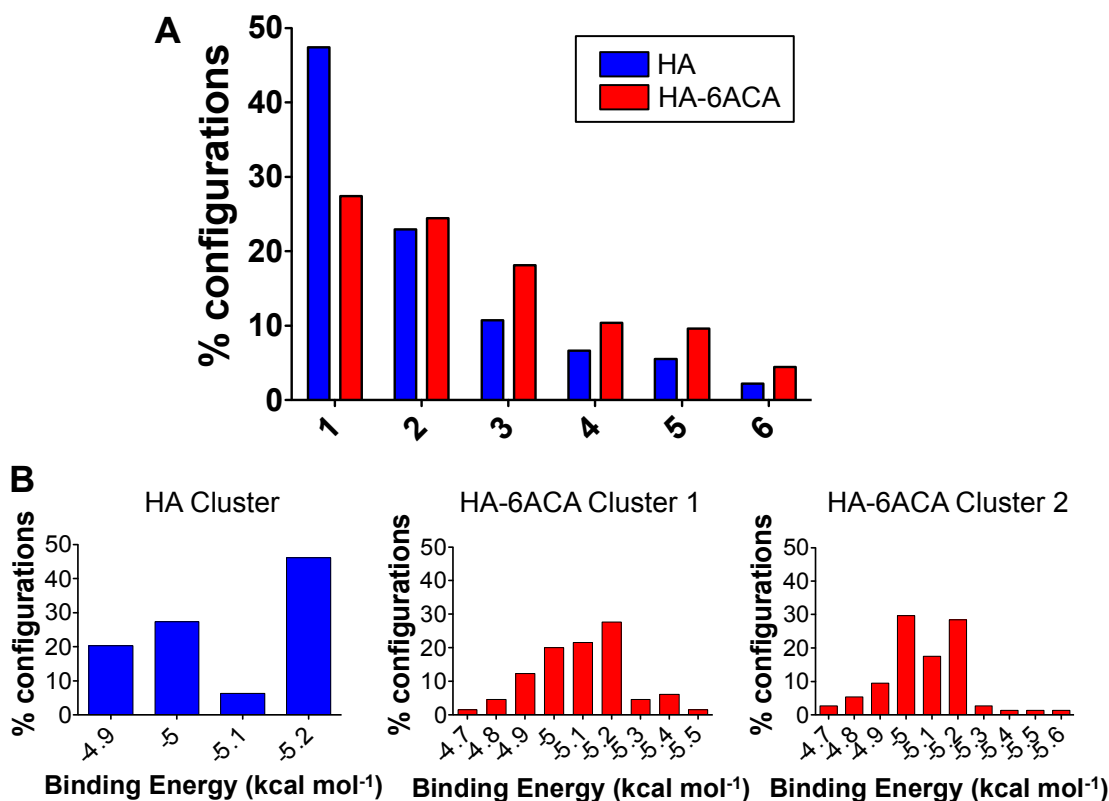 A
% configurations
50
40
30
20
10
0
HA
HA-6ACA
1 2 3 4 5 6
B
HA Cluster
% configurations
50
40
30
20
10
0
-4.9 -5 -5.1 -5.2
Binding Energy (kcal mol-1)
HA-6ACA Cluster 1
% configurations
50
40
30
20
10
0
-4.7 -4.8 -4.9 -5 -5.1 -5.2 -5.3 -5.4 -5.5
Binding Energy (kcal mol-1)
HA-6ACA Cluster 2
% configurations
50
40
30
20
10
0
-4.7 -4.8 -4.9 -5 -5.1 -5.2 -5.3 -5.4 -5.5 -5.6
Binding Energy (kcal mol-1)